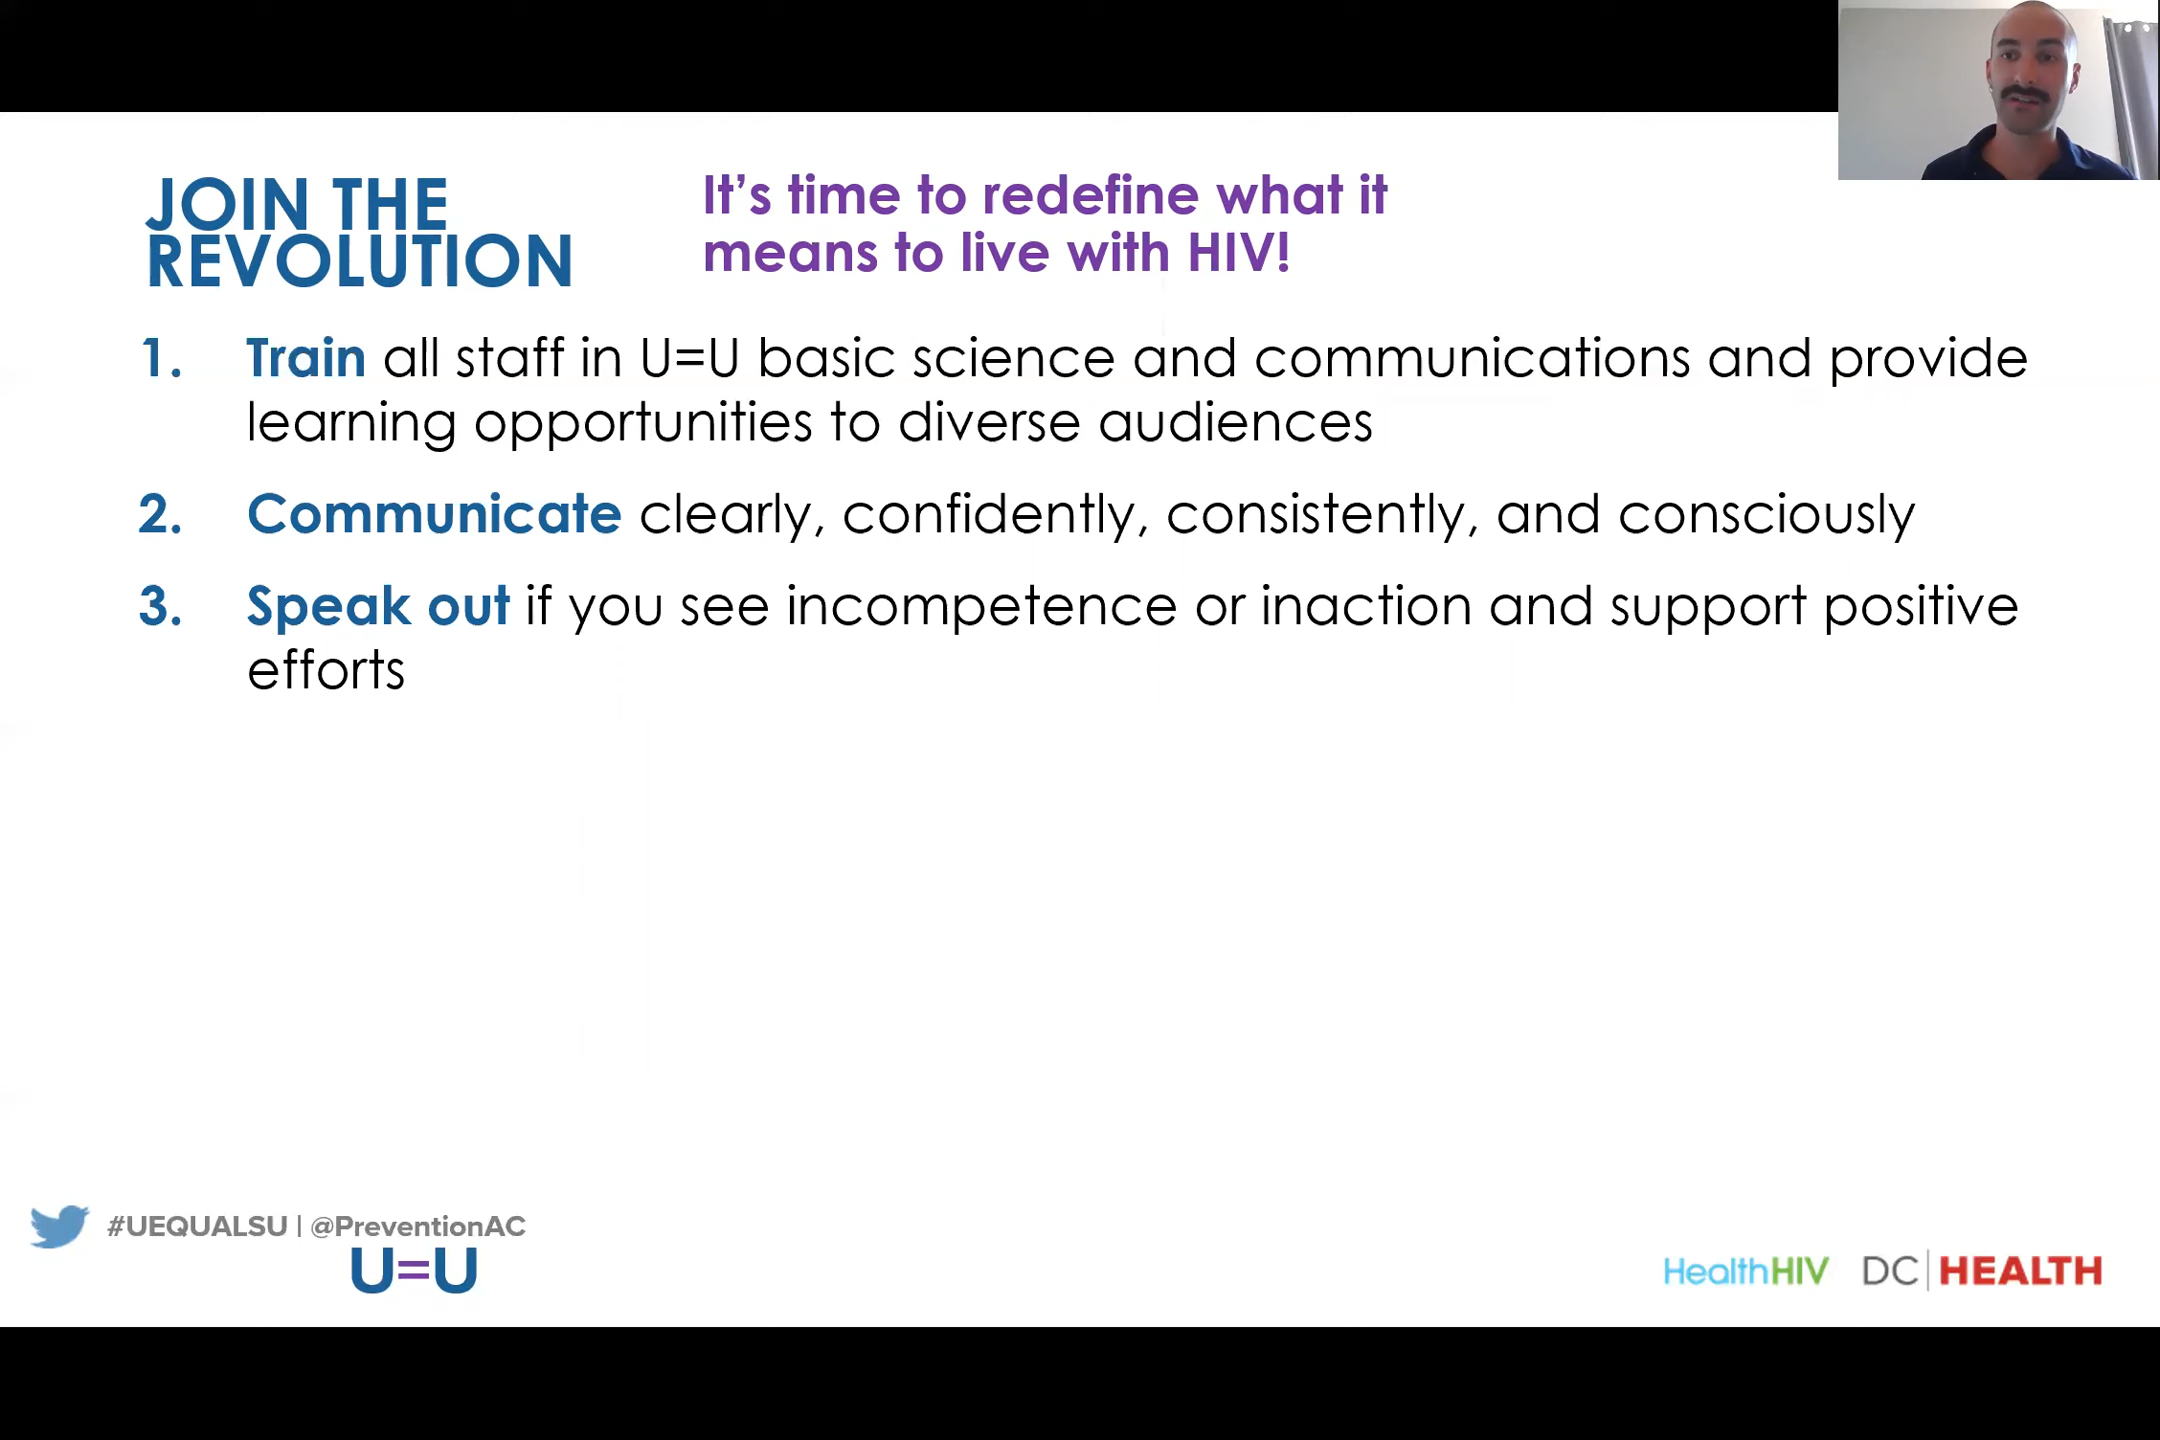 JOIN THE
REVOLUTION
It’s time to redefine what it
means to live with HIV!
1. Train all staff in U=U basic science and communications and provide
learning opportunities to diverse audiences
2. Communicate clearly, confidently, consistently, and consciously
3. Speak out if you see incompetence or inaction and support positive
efforts
#UEQUALSU | @PreventionAC
U=U
HealthHIV DC | HEALTH